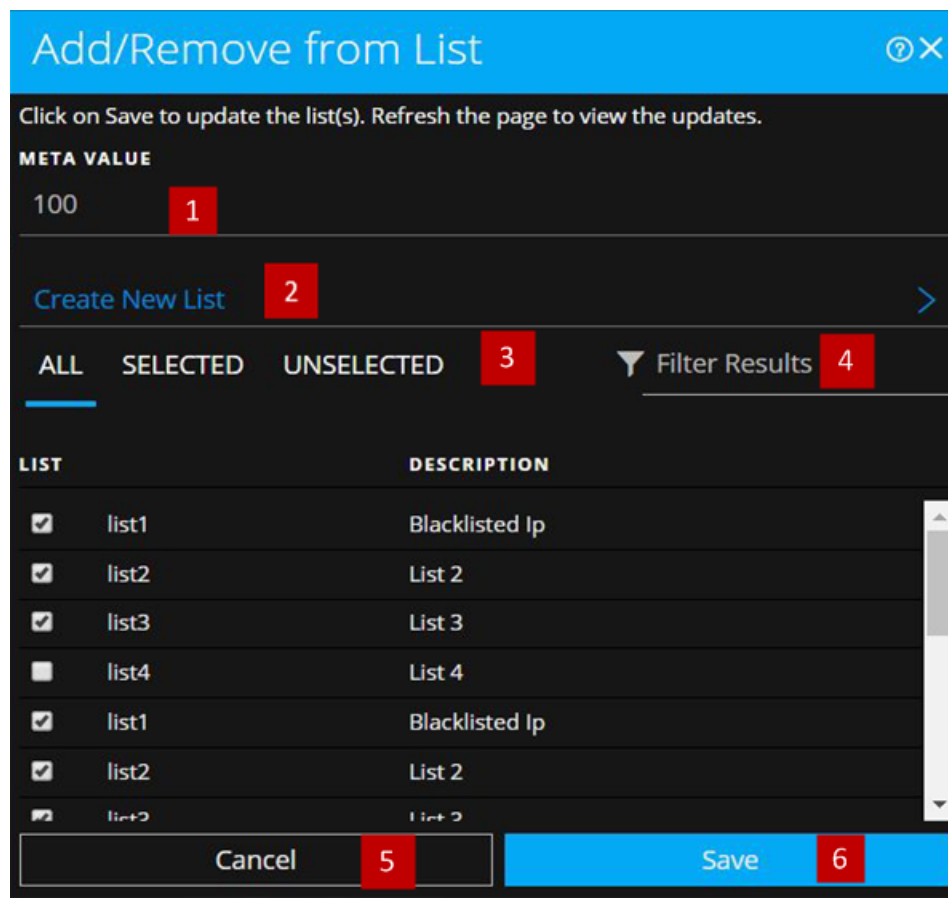 Add/Remove from List
Click on Save to update the list(s). Refresh the page to view the updates.
META VALUE
100 1
Create New List 2
ALL SELECTED UNSELECTED 3 Filter Results 4
LIST DESCRIPTION
list1 Blacklisted Ip
list2 List 2
list3 List 3
list4 List 4
list1 Blacklisted Ip
list2 List 2
list3 List 3
Cancel 5 Save 6